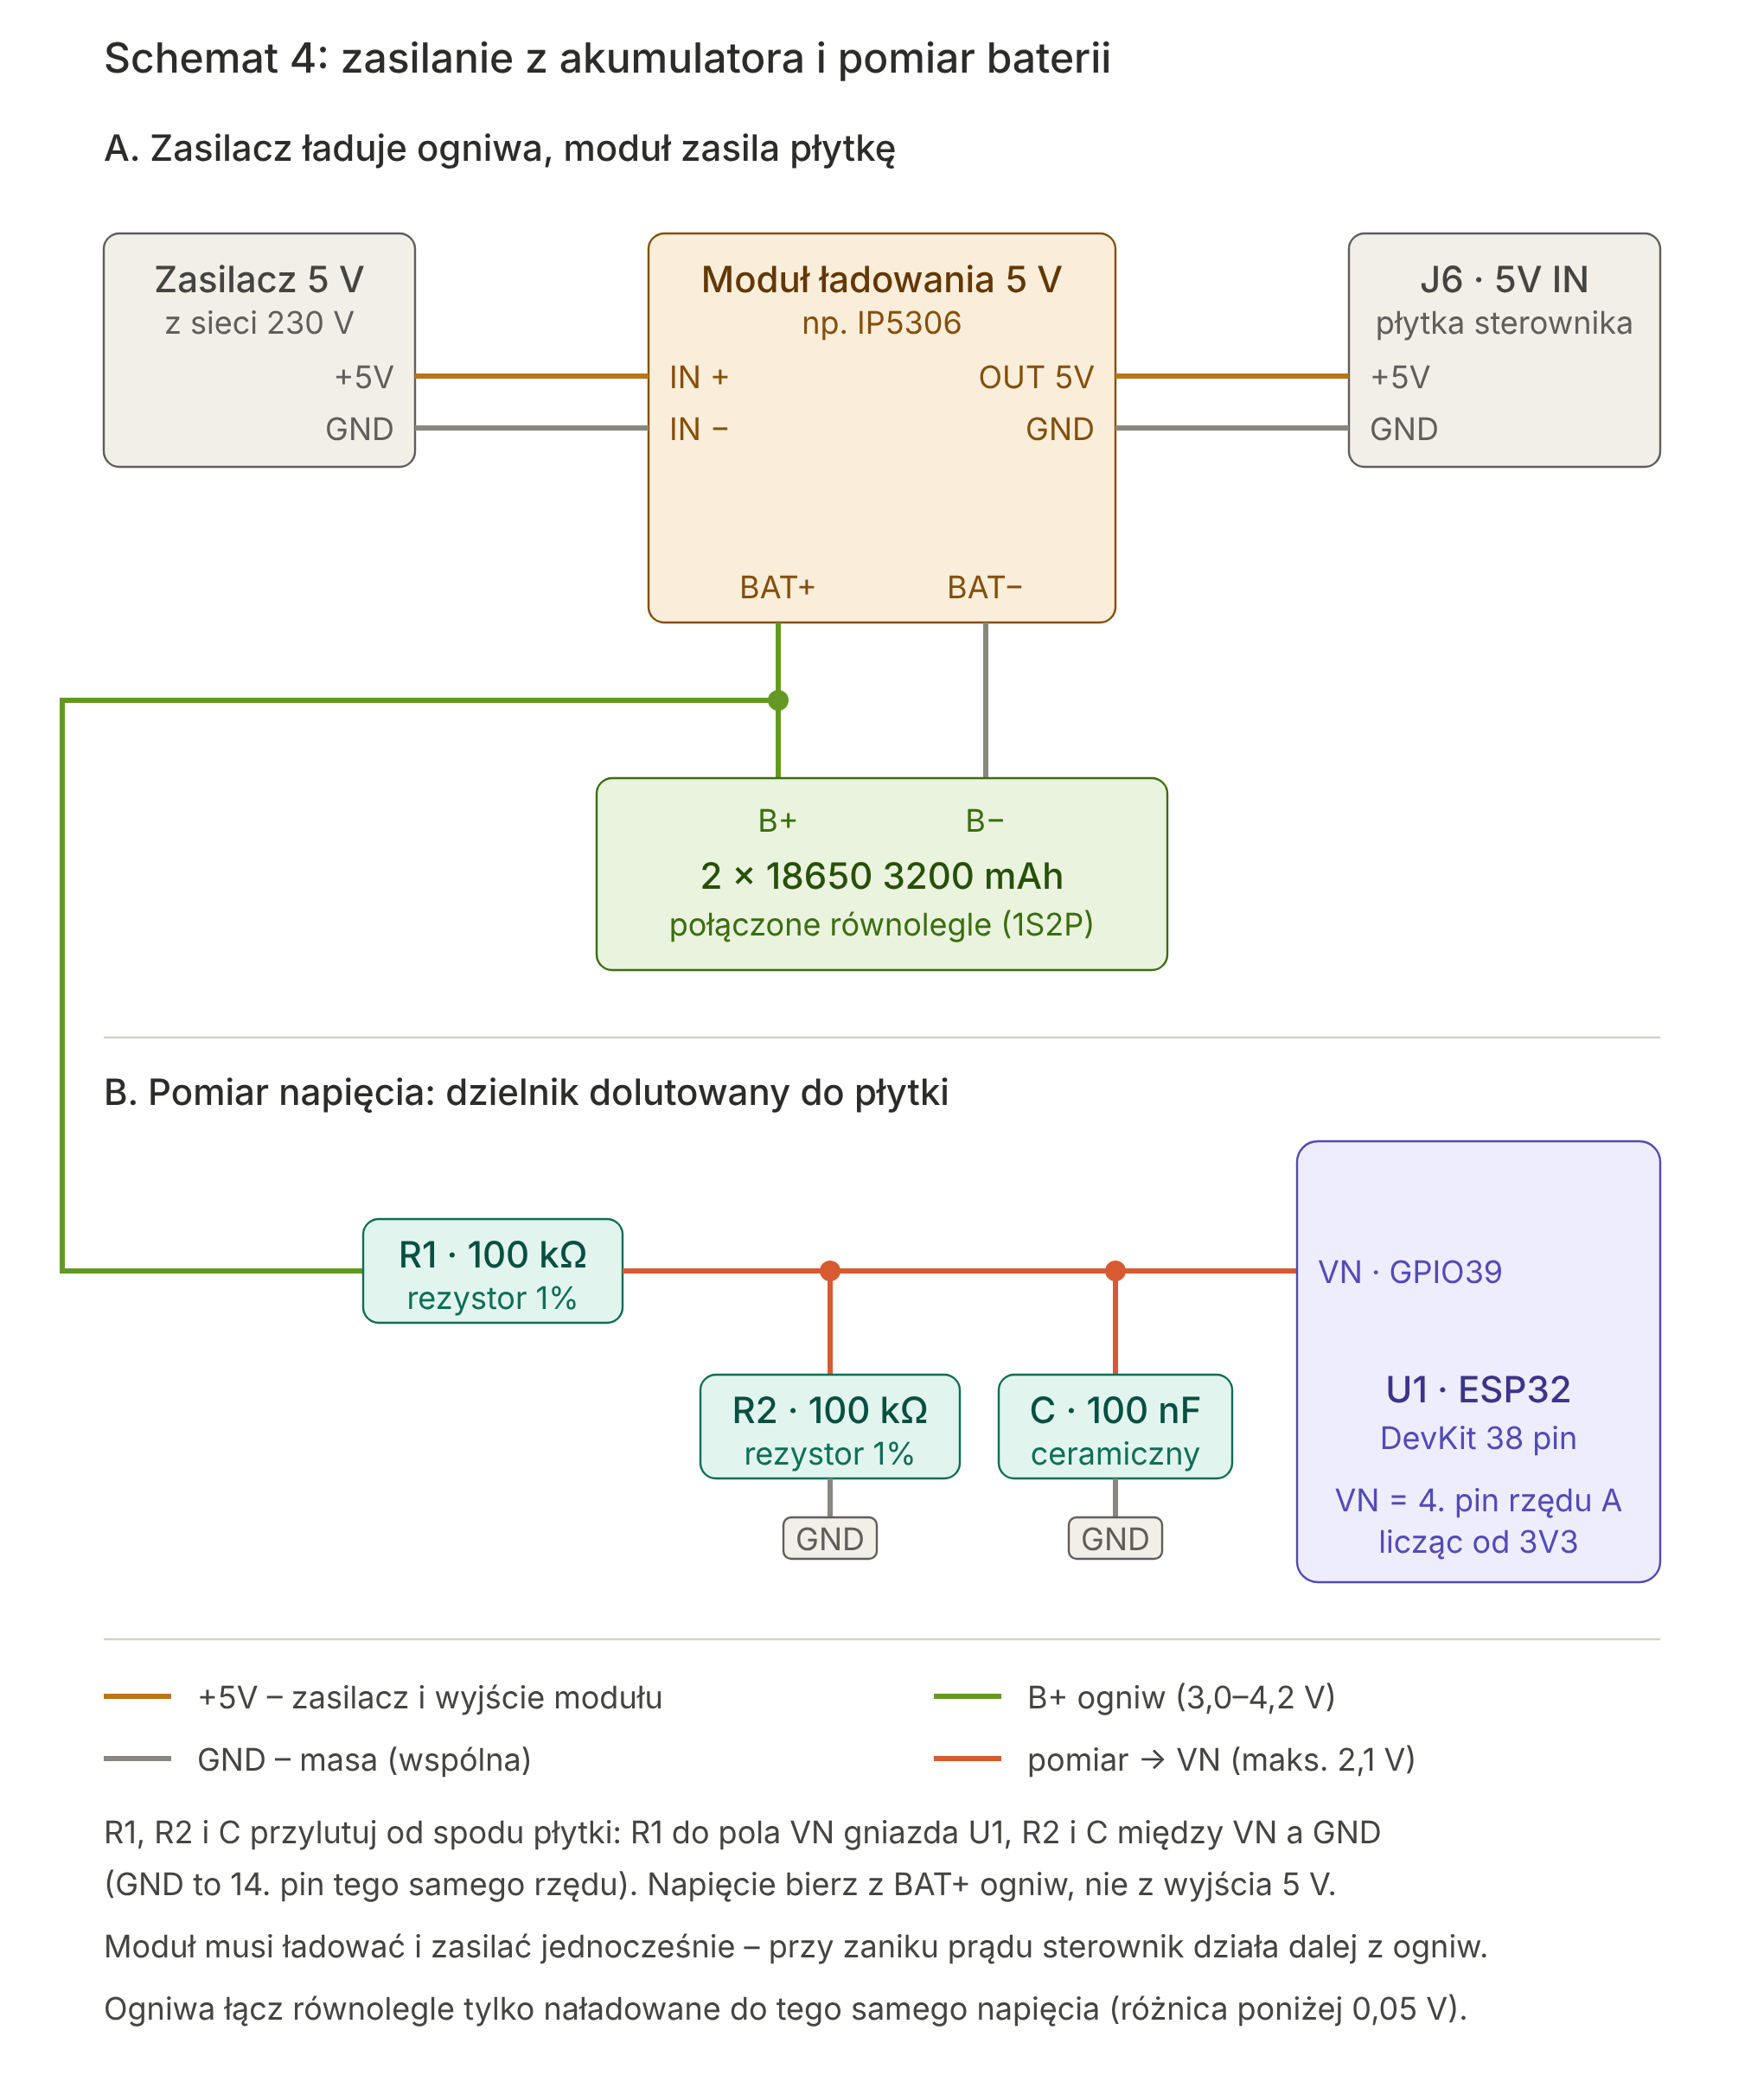 Schemat 4: zasilanie z akumulatora i pomiar baterii
A. Zasilacz ładuje ogniwa, moduł zasila płytkę
Zasilacz 5 V
z sieci 230 V
+5V
GND
Moduł ładowania 5 V
np. IP5306
IN +
IN −
OUT 5V
GND
BAT+
BAT−
J6 · 5V IN
płytka sterownika
+5V
GND
B+
B−
2 × 18650 3200 mAh
połączone równolegle (1S2P)
B. Pomiar napięcia: dzielnik dolutowany do płytki
R1 · 100 kΩ
rezystor 1%
R2 · 100 kΩ
rezystor 1%
GND
C · 100 nF
ceramiczny
GND
VN · GPIO39
U1 · ESP32
DevKit 38 pin
VN = 4. pin rzędu A
licząc od 3V3
+5V – zasilacz i wyjście modułu
B+ ogniw (3,0–4,2 V)
GND – masa (wspólna)
pomiar → VN (maks. 2,1 V)
R1, R2 i C przylutuj od spodu płytki: R1 do pola VN gniazda U1, R2 i C między VN a GND
(GND to 14. pin tego samego rzędu). Napięcie bierz z BAT+ ogniw, nie z wyjścia 5 V.
Moduł musi ładować i zasilać jednocześnie – przy zaniku prądu sterownik działa dalej z ogniw.
Ogniwa łącz równolegle tylko naładowane do tego samego napięcia (różnica poniżej 0,05 V).